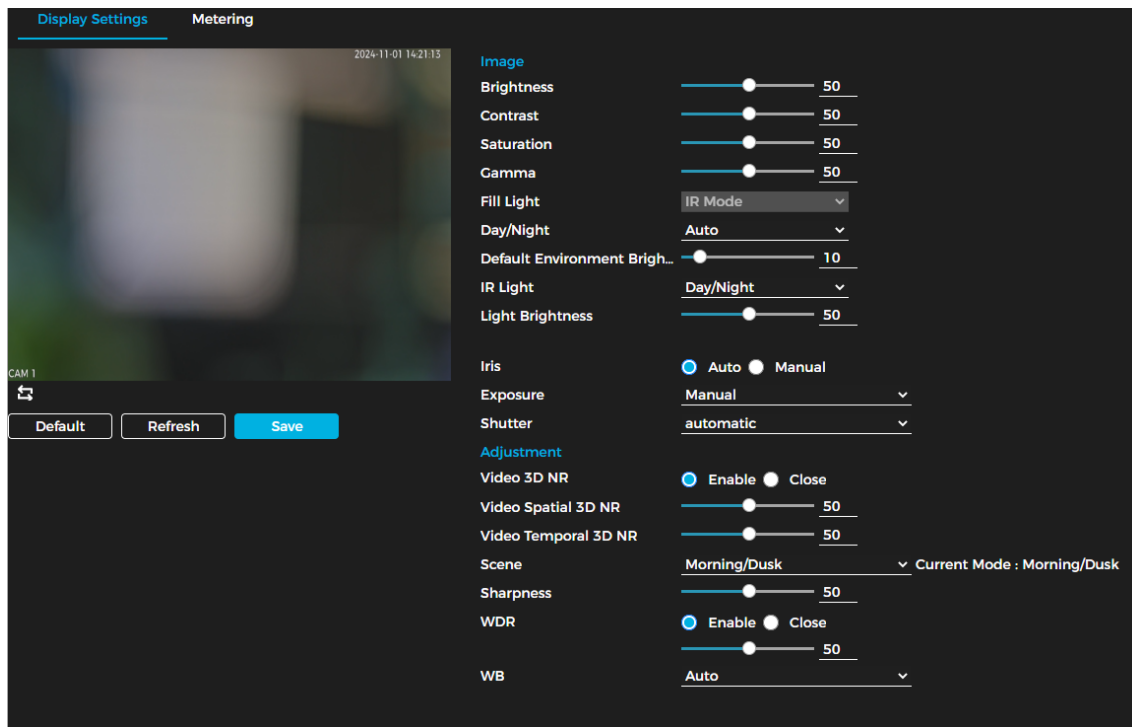 Display Settings Metering
2024-11-01 14:21:13
CAM 1
Default Refresh Save
Image
Brightness 50
Contrast 50
Saturation 50
Gamma 50
Fill Light IR Mode
Day/Night Auto
Default Environment Brigh... 10
IR Light Day/Night
Light Brightness 50
Iris Auto Manual
Exposure Manual
Shutter automatic
Adjustment
Video 3D NR Enable Close
Video Spatial 3D NR 50
Video Temporal 3D NR 50
Scene Morning/Dusk Current Mode : Morning/Dusk
Sharpness 50
WDR Enable Close
50
WB Auto